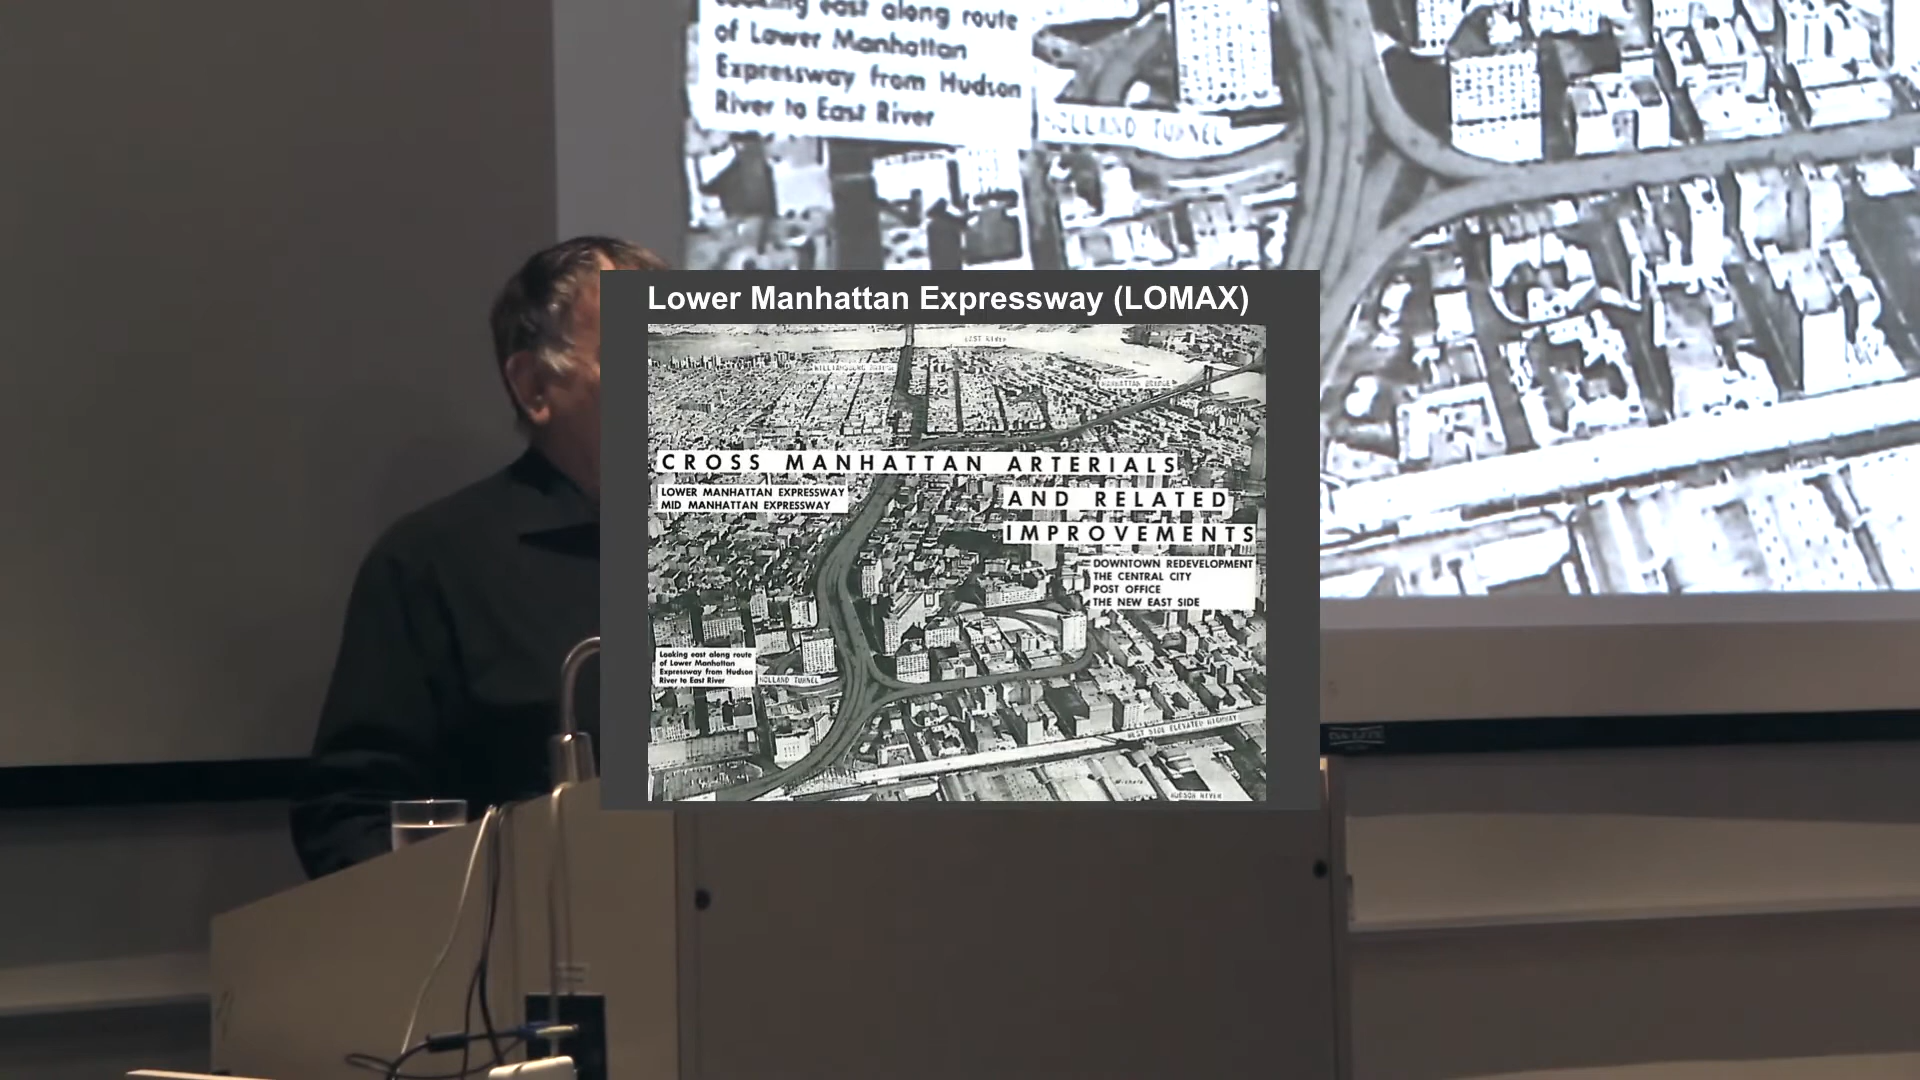 king east along route
of Lower Manhattan
Expressway from Hudson
River to East River
HOLLAND TUNNEL
Lower Manhattan Expressway (LOMAX)
EAST RIVER
WILLIAMSBURG BRIDGE
MANHATTAN BRIDGE
CROSS MANHATTAN ARTERIALS
LOWER MANHATTAN EXPRESSWAY
MID MANHATTAN EXPRESSWAY
AND RELATED
IMPROVEMENTS
DOWNTOWN REDEVELOPMENT
THE CENTRAL CITY
POST OFFICE
THE NEW EAST SIDE
Looking east along route
of Lower Manhattan
Expressway from Hudson
River to East River
HOLLAND TUNNEL
WEST SIDE ELEVATED HIGHWAY
HUDSON RIVER
DA-LITE